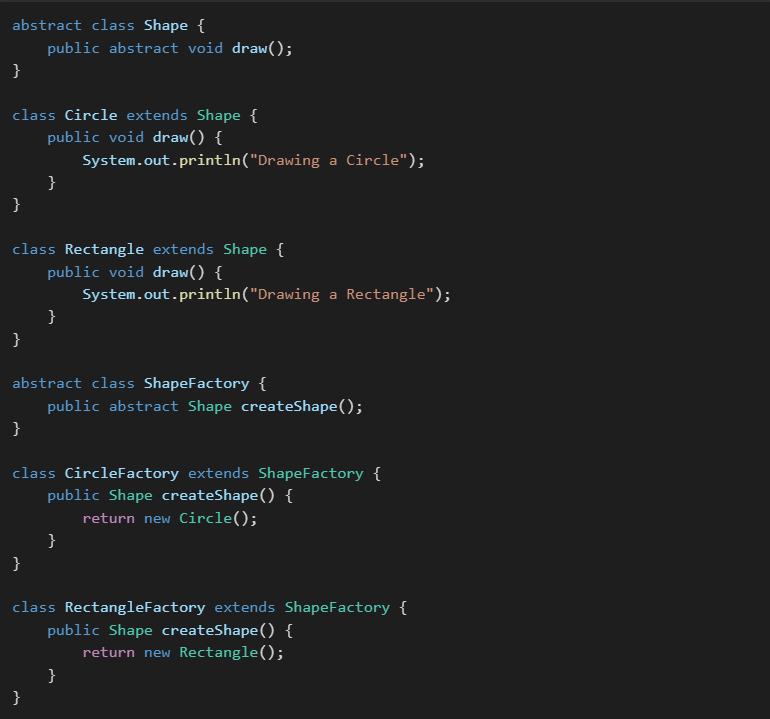 abstract class Shape {
    public abstract void draw();
}

class Circle extends Shape {
    public void draw() {
        System.out.println("Drawing a Circle");
    }
}

class Rectangle extends Shape {
    public void draw() {
        System.out.println("Drawing a Rectangle");
    }
}

abstract class ShapeFactory {
    public abstract Shape createShape();
}

class CircleFactory extends ShapeFactory {
    public Shape createShape() {
        return new Circle();
    }
}

class RectangleFactory extends ShapeFactory {
    public Shape createShape() {
        return new Rectangle();
    }
}